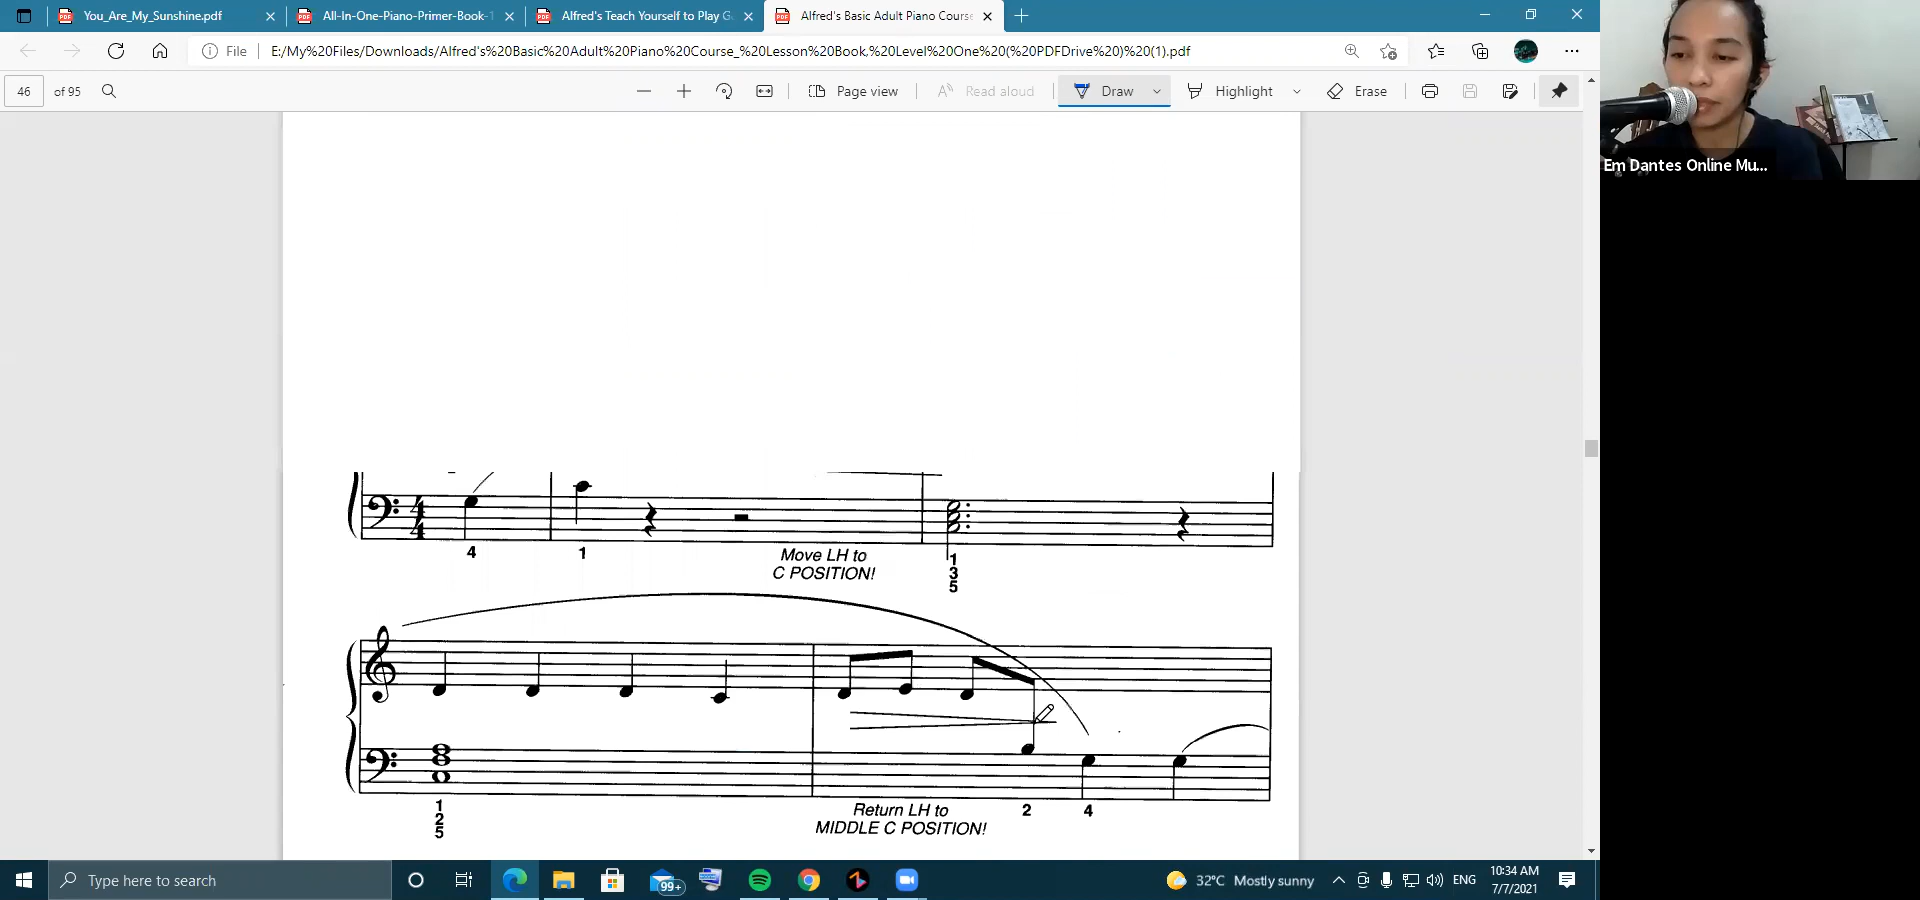 You_Are_My_Sunshine.pdf
All-In-One-Piano-Primer-Book-1
Alfred's Teach Yourself to Play G
Alfred's Basic Adult Piano Course
File
E:/My%20Files/Downloads/Alfred's%20Basic%20Adult%20Piano%20Course_%20Lesson%20Book,%20Level%20One%20(%20PDFDrive%20)%20(1).pdf
46 of 95
Page view
Read aloud
Draw
Highlight
Erase
Em Dantes Online Mu...
4
4
4 1
Move LH to
C POSITION!
1
3
5
1
2
5
Return LH to
MIDDLE C POSITION!
2 4
Type here to search
99+
32°C Mostly sunny
ENG
10:34 AM
7/7/2021